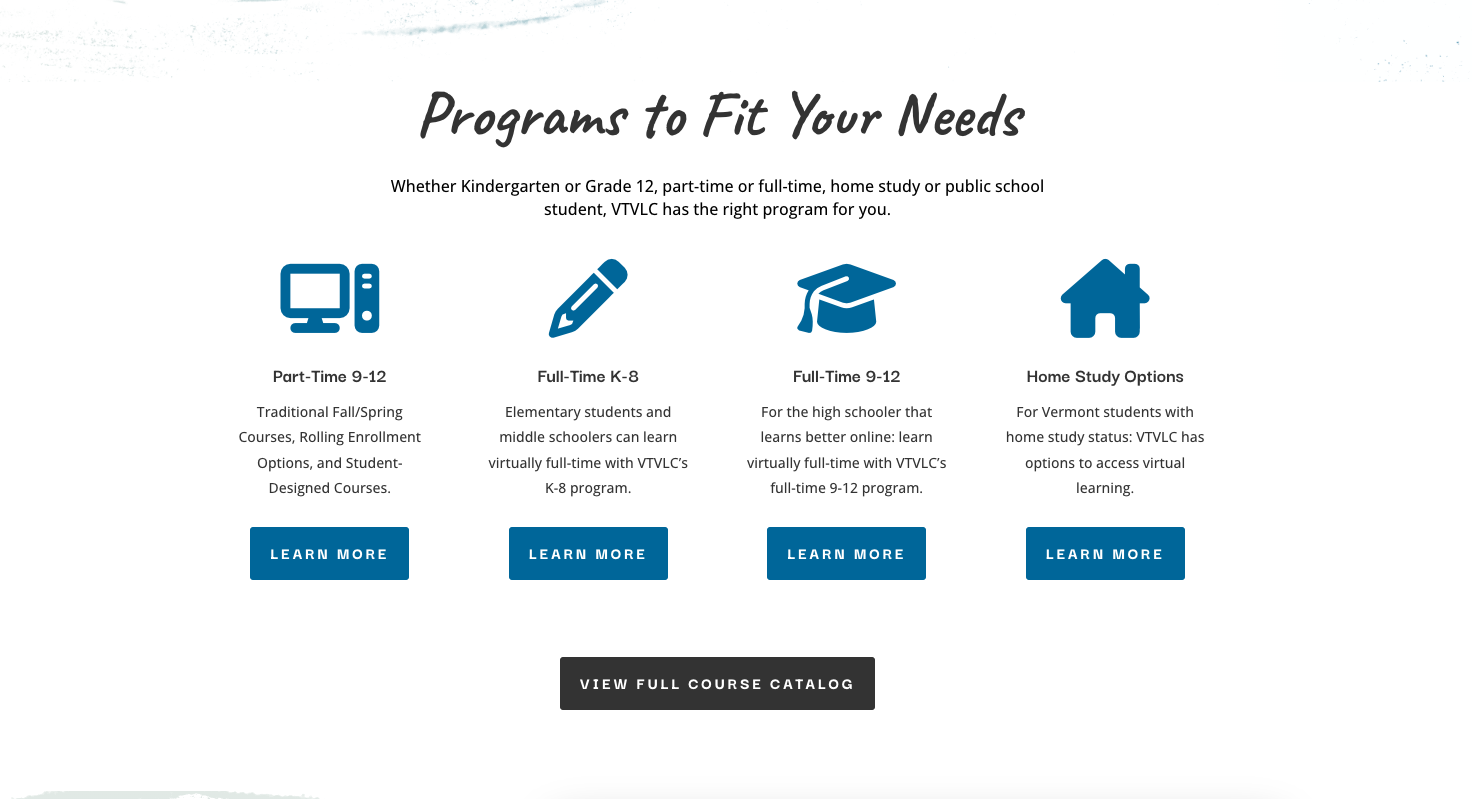 Programs to Fit Your Needs
Whether Kindergarten or Grade 12, part-time or full-time, home study or public school
student, VTVLC has the right program for you.
Part-Time 9-12
Traditional Fall/Spring
Courses, Rolling Enrollment
Options, and Student-
Designed Courses.
LEARN MORE
Full-Time K-8
Elementary students and
middle schoolers can learn
virtually full-time with VTVLC’s
K-8 program.
LEARN MORE
Full-Time 9-12
For the high schooler that
learns better online: learn
virtually full-time with VTVLC’s
full-time 9-12 program.
LEARN MORE
Home Study Options
For Vermont students with
home study status: VTVLC has
options to access virtual
learning.
LEARN MORE
VIEW FULL COURSE CATALOG